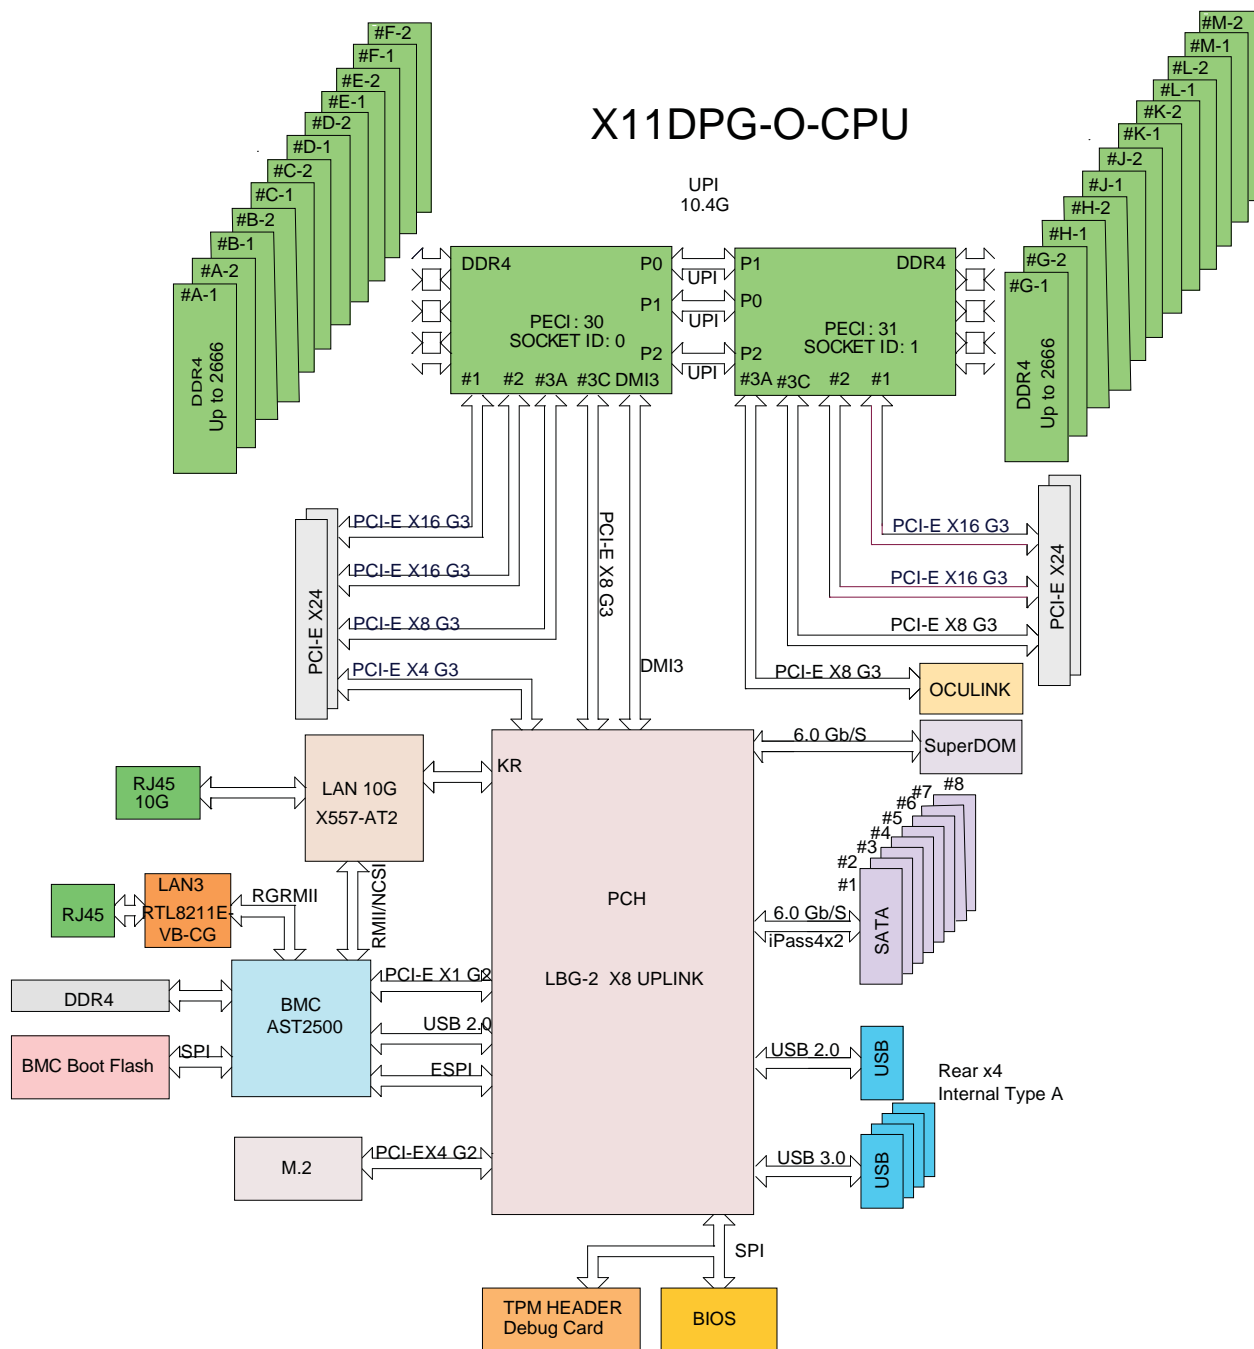 X11DPG-O-CPU
#F-2
#F-1
#E-2
#E-1
#D-2
#D-1
#C-2
#C-1
#B-2
#B-1
#A-2
#A-1
DDR4
Up to 2666
#M-2
#M-1
#L-2
#L-1
#K-2
#K-1
#J-2
#J-1
#H-2
#H-1
#G-2
#G-1
DDR4
Up to 2666
UPI
10.4G
DDR4
P0
P1
P2
PECI: 30
SOCKET ID: 0
#1
#2
#3A
#3C
DMI3
UPI
UPI
UPI
P1
P0
P2
DDR4
PECI: 31
SOCKET ID: 1
#3A
#3C
#2
#1
PCI-E X24
PCI-E X16 G3
PCI-E X16 G3
PCI-E X8 G3
PCI-E X4 G3
PCI-E X8 G3
DMI3
PCI-E X16 G3
PCI-E X16 G3
PCI-E X8 G3
PCI-E X8 G3
PCI-E X24
OCULINK
6.0 Gb/S
SuperDOM
RJ45
10G
LAN 10G
X557-AT2
KR
RJ45
LAN3
RTL8211E-
VB-CG
RGRMII
RMII/NCSI
PCH
LBG-2 X8 UPLINK
#8
#7
#6
#5
#4
#3
#2
#1
SATA
6.0 Gb/S
iPass4x2
DDR4
BMC Boot Flash
SPI
BMC
AST2500
PCI-E X1 G2
USB 2.0
ESPI
M.2
PCI-EX4 G2
USB 2.0
USB
Rear x4
Internal Type A
USB 3.0
USB
SPI
TPM HEADER
Debug Card
BIOS